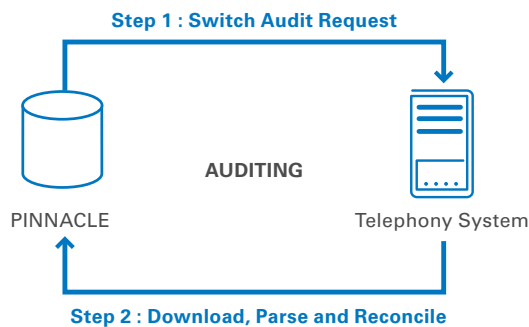 Step 1 : Switch Audit Request
AUDITING
PINNACLE
Telephony System
Step 2 : Download, Parse and Reconcile